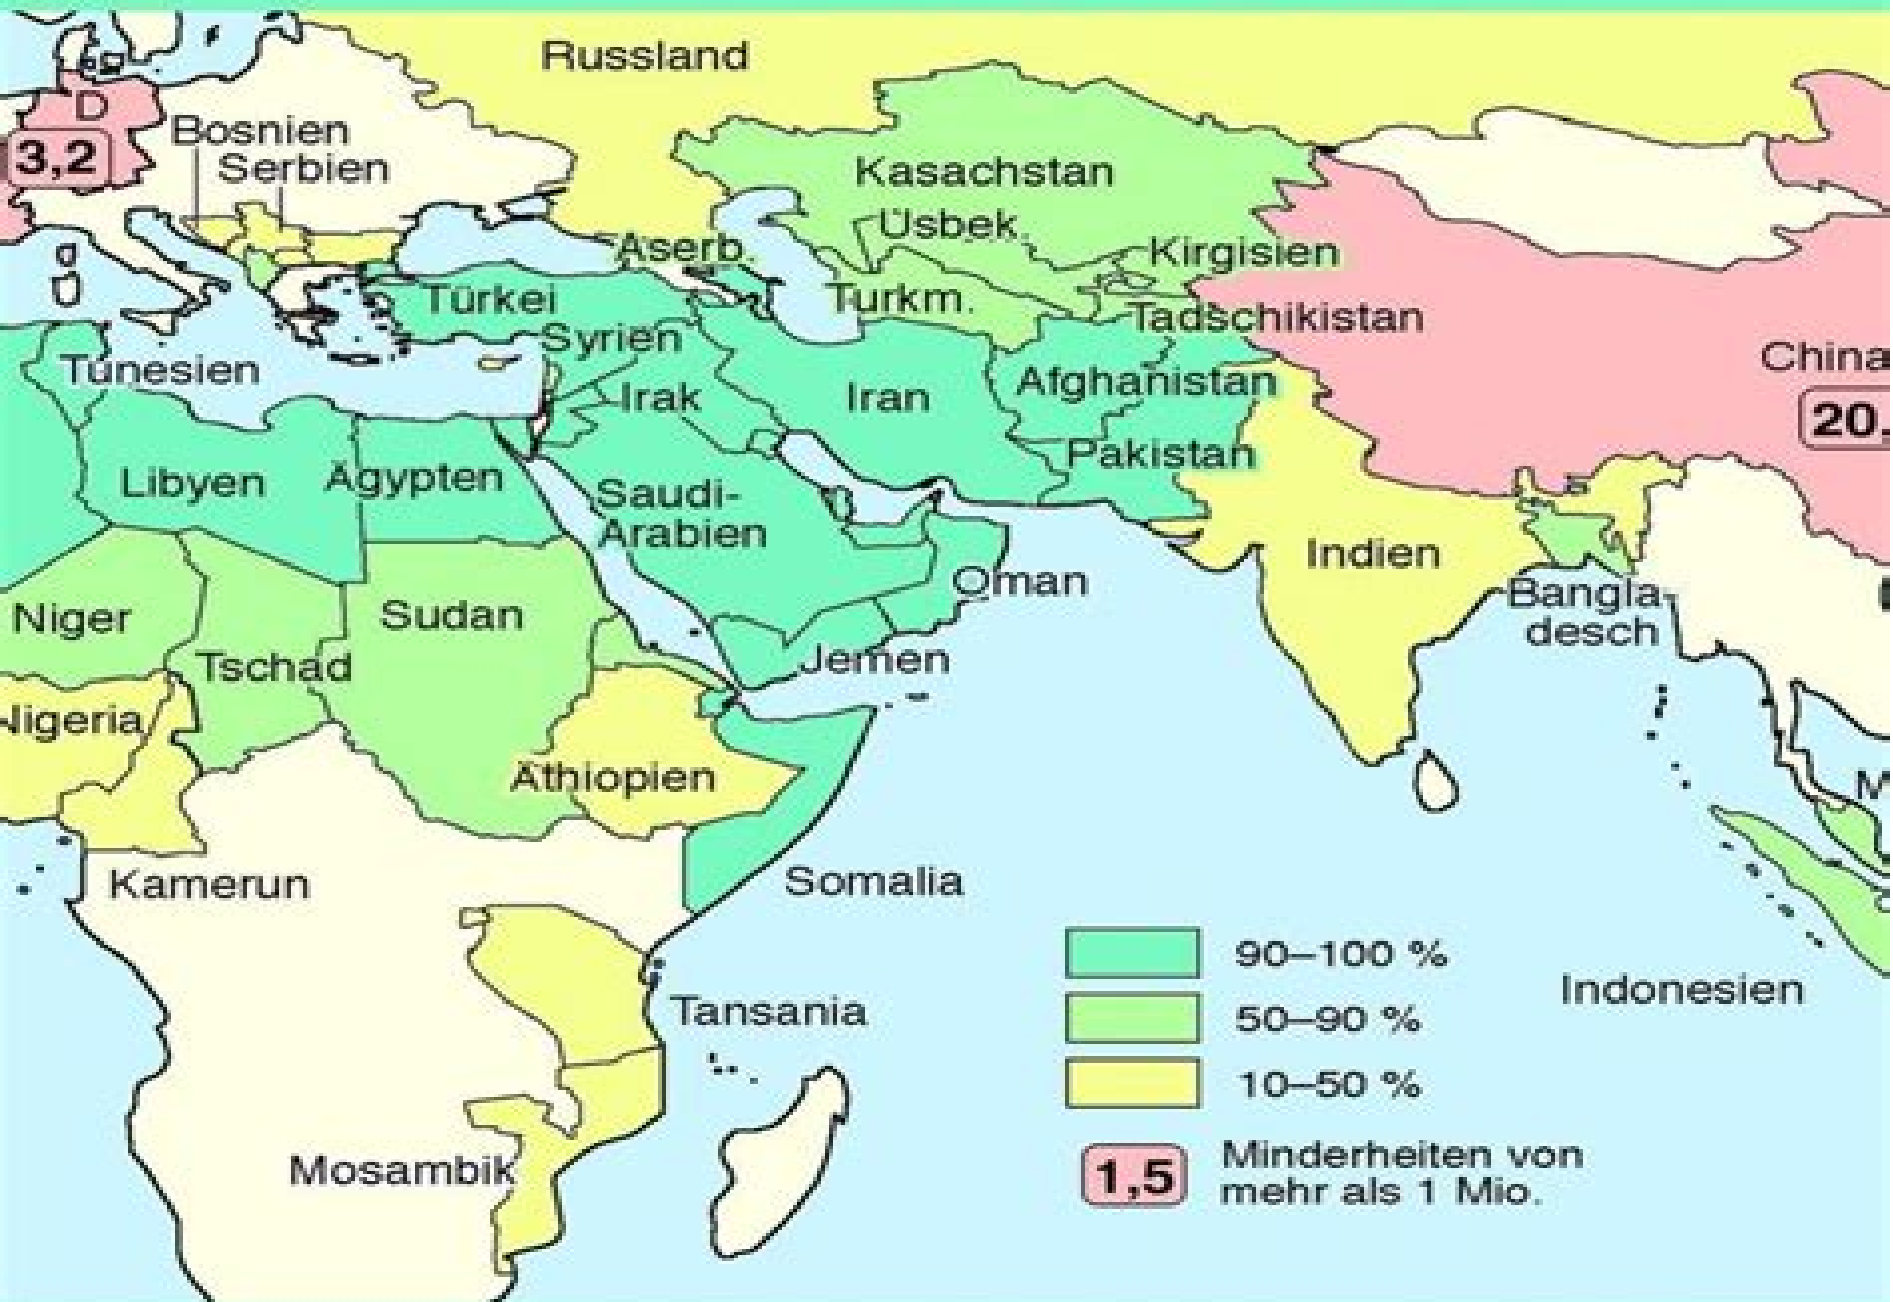 Russland
D
Bosnien
3,2
Serbien
Kasachstan
Usbek.
Aserb.
Kirgisien
Türkei
Turkm.
Tadschikistan
Syrien
China
Tunesien
Afghanistan
Irak
Iran
20.
Pakistan
Libyen
Ägypten
Saudi-
Arabien
Indien
Oman
Bangla-
desch
Niger
Sudan
Jemen
Tschad
Nigeria
Äthiopien
M
Kamerun
Somalia
90–100 %
Indonesien
Tansania
50–90 %
10–50 %
Mosambik
1,5
Minderheiten von
mehr als 1 Mio.